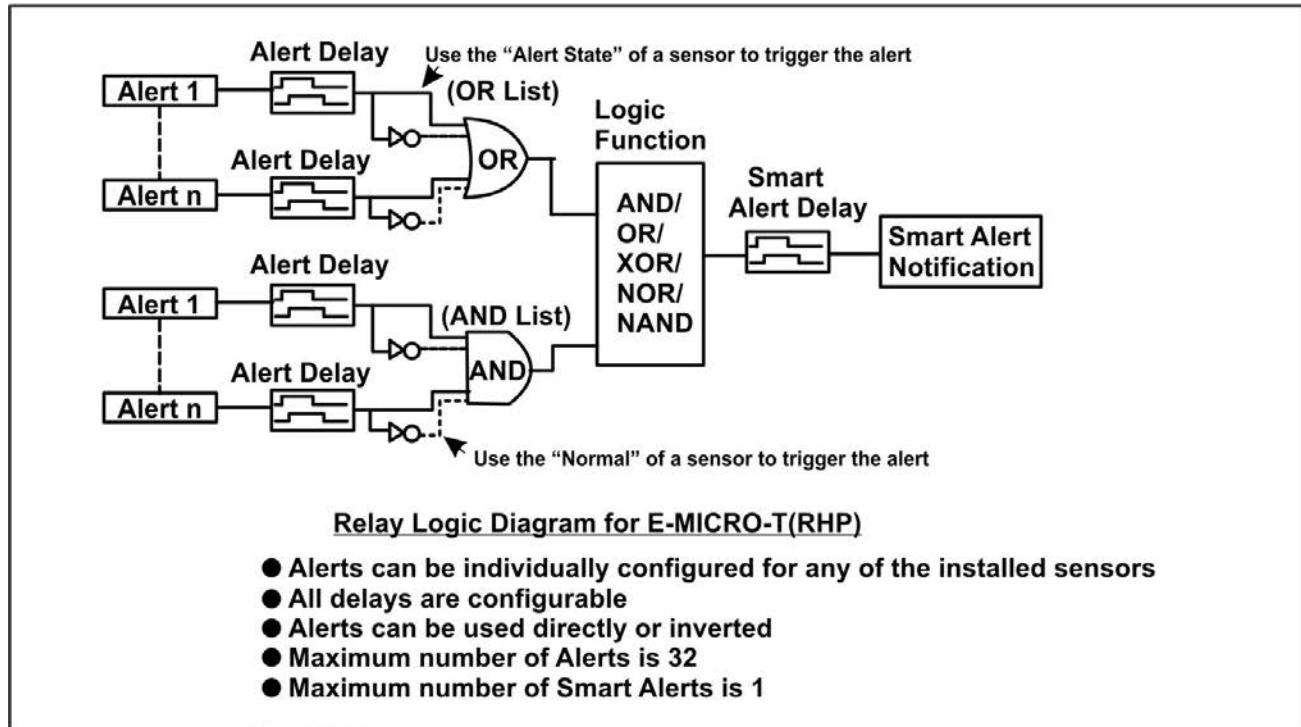 Alert Delay
Use the “Alert State” of a sensor to trigger the alert
Alert 1
(OR List)
Alert Delay
OR
Alert n
Logic
Function
AND/
OR/
XOR/
NOR/
NAND
Smart
Alert Delay
Smart Alert
Notification
Alert Delay
Alert 1
(AND List)
Alert Delay
AND
Alert n
Use the “Normal” of a sensor to trigger the alert
Relay Logic Diagram for E-MICRO-T(RHP)
● Alerts can be individually configured for any of the installed sensors
● All delays are configurable
● Alerts can be used directly or inverted
● Maximum number of Alerts is 32
● Maximum number of Smart Alerts is 1